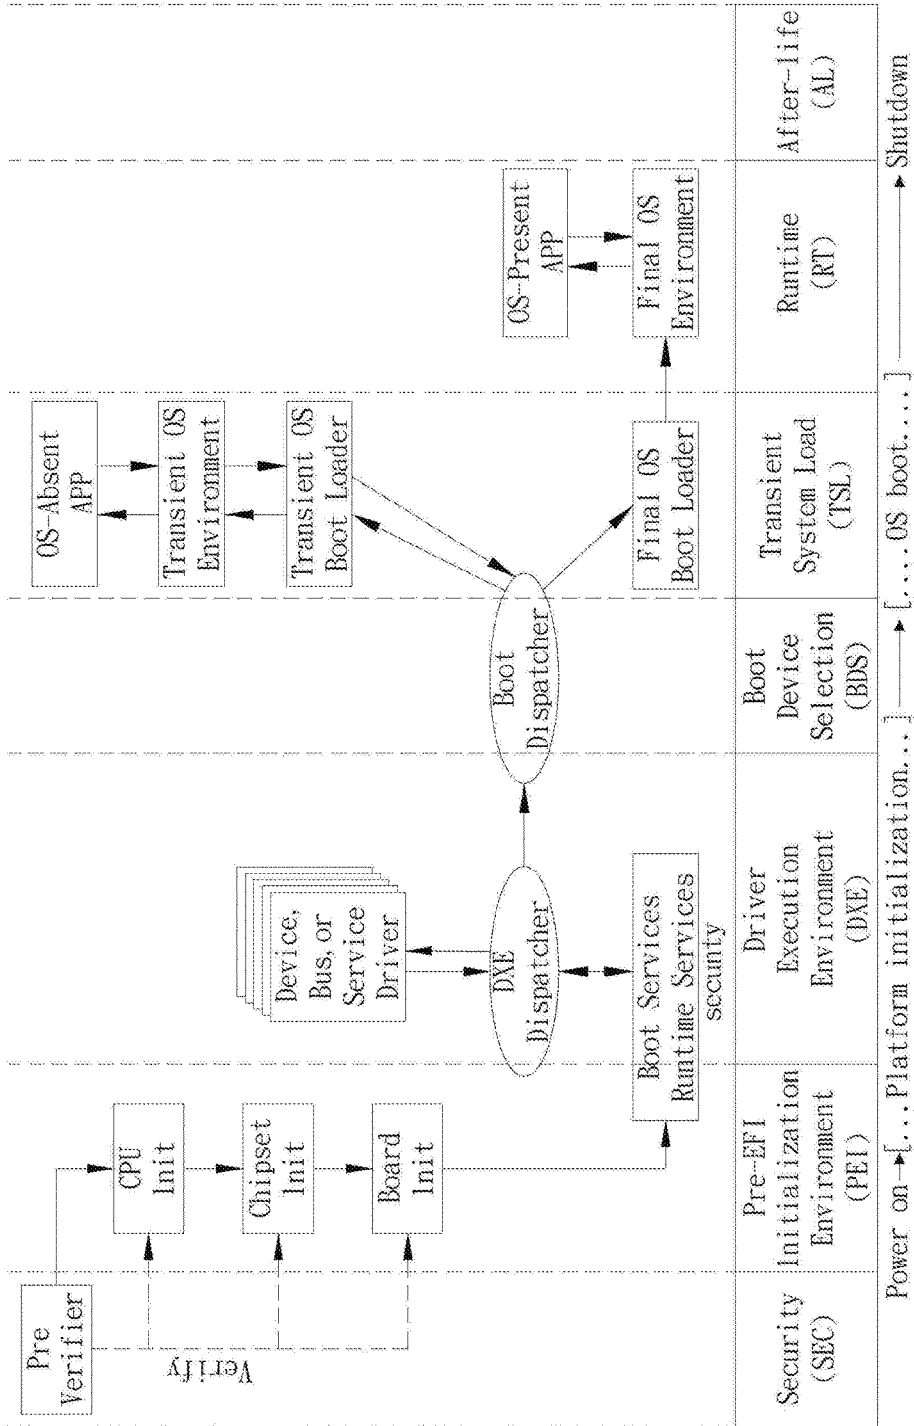 Pre
Verifier
Verify
CPU
Init
Chipset
Init
Board
Init
Device,
Bus, or
Service
Driver
DXE
Dispatcher
Boot Services
Runtime Services
secunty
Boot
Dispatcher
OS-Absent
APP
Transient OS
Environment
Transient OS
Boot Loader
Final OS
Boot Loader
OS-Present
APP
Final OS
Environment
Security
(SEC)
Pre-EFI
Initialization
Environment
(PEI)
Driver
Execution
Environment
(DXE)
Boot
Device
Selection
(BDS)
Transient
System Load
(TSL)
Runtime
(RT)
After-life
(AL)
Power on→[...Platform initialization...]→[....OS boot....]→Shutdown